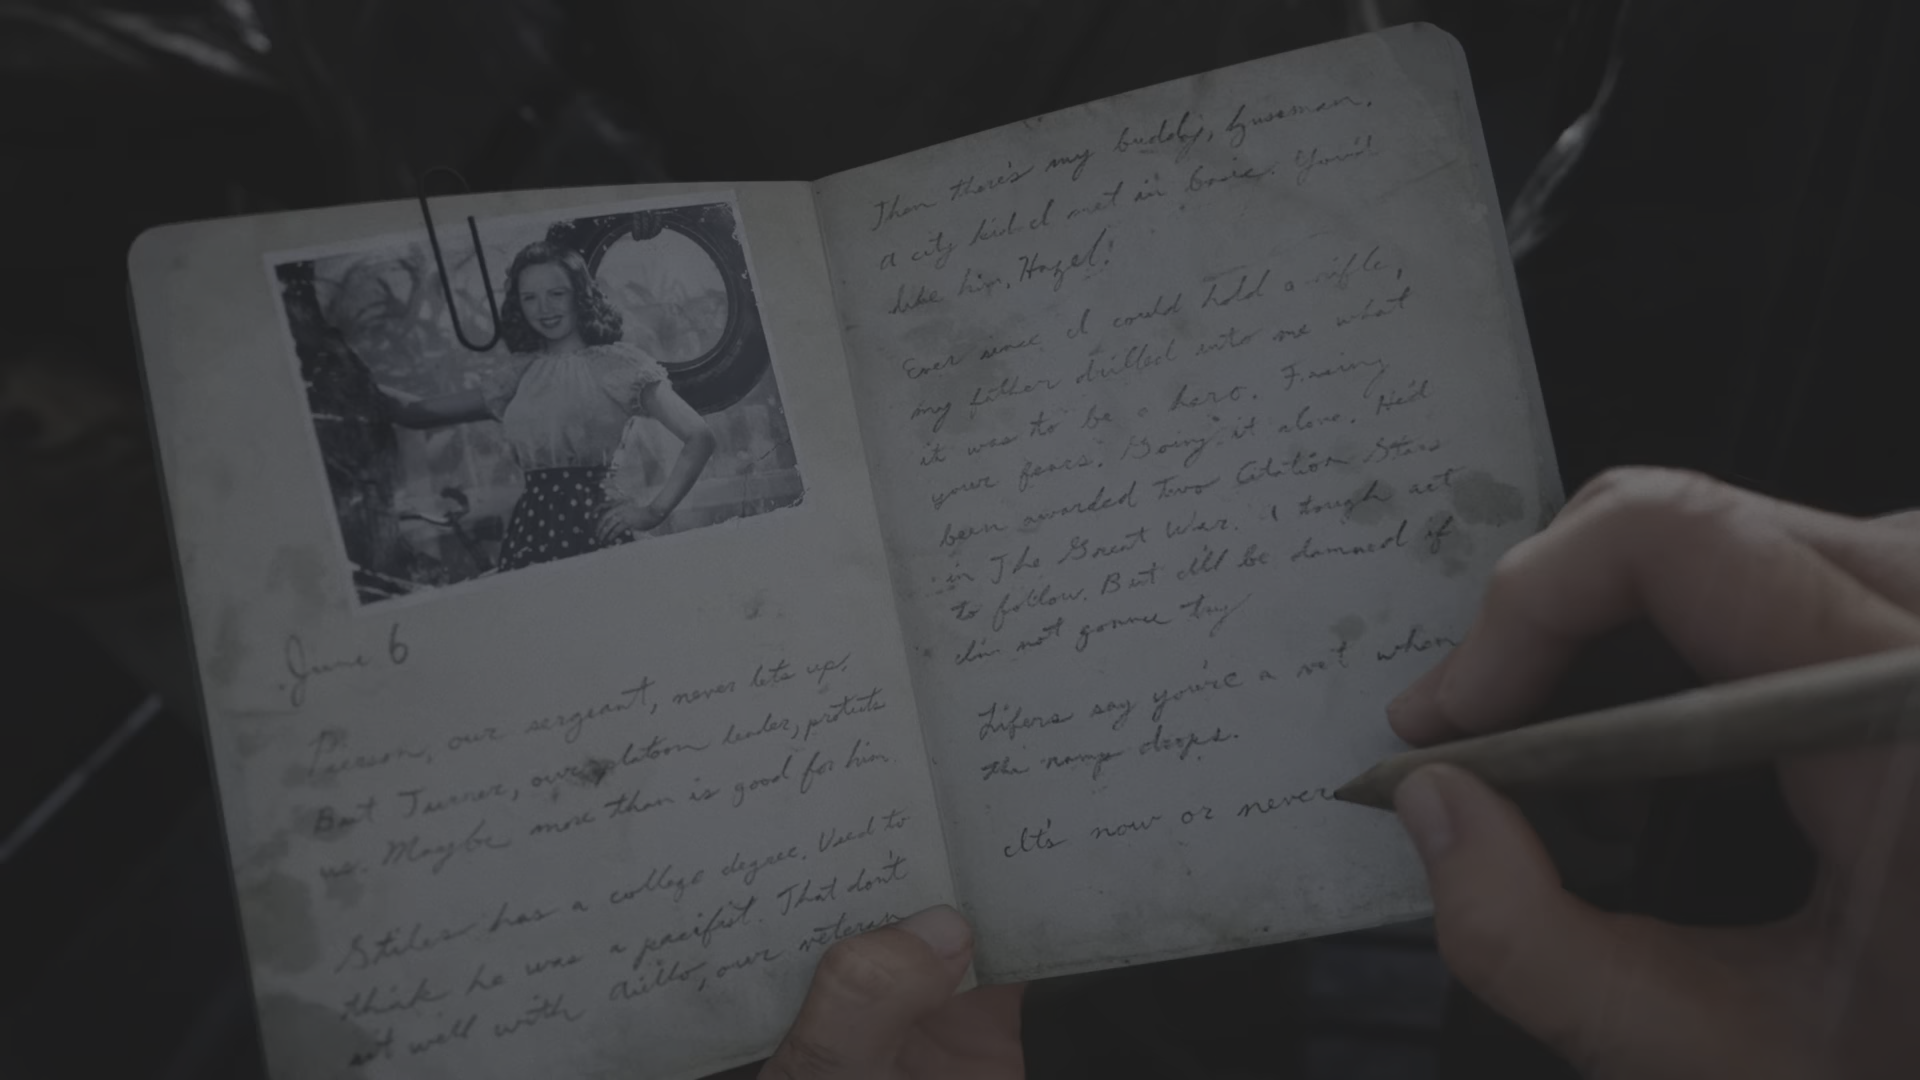 June 6
Pierson, our sergeant, never lets up.
But Turner, our platoon leader, protects
us. Maybe more than is good for him.
Stiles has a college degree. Used to
think he was a pacifist. That don't
sit well with Aiello, our veteran
Then there's my buddy, Zussman.
A city kid I met in basic. You'd
like him, Hazel!
Ever since I could hold a rifle,
my father drilled into me what
it was to be a hero. Facing
your fears. Going it alone. He'd
been awarded two Citation Stars
in The Great War. A tough act
to follow. But I'll be damned if
I'm not gonna try
Lifers say you're a vet when
the ramp drops.
It's now or never